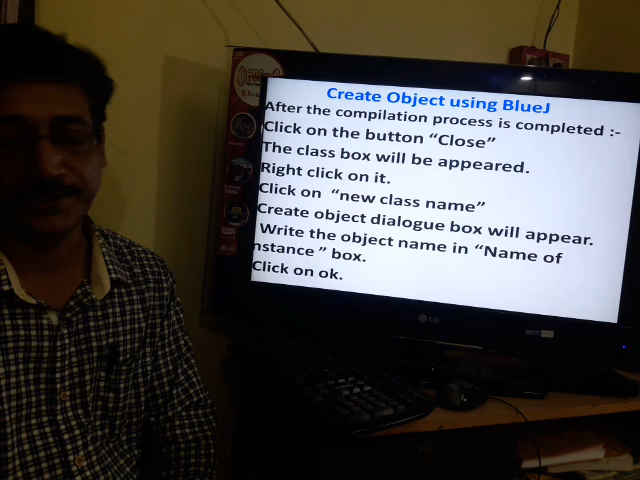 Create Object using BlueJ
After the compilation process is completed :-
Click on the button “Close”
The class box will be appeared.
Right click on it.
Click on “new class name”
Create object dialogue box will appear.
Write the object name in “Name of
nstance ” box.
Click on ok.
LG